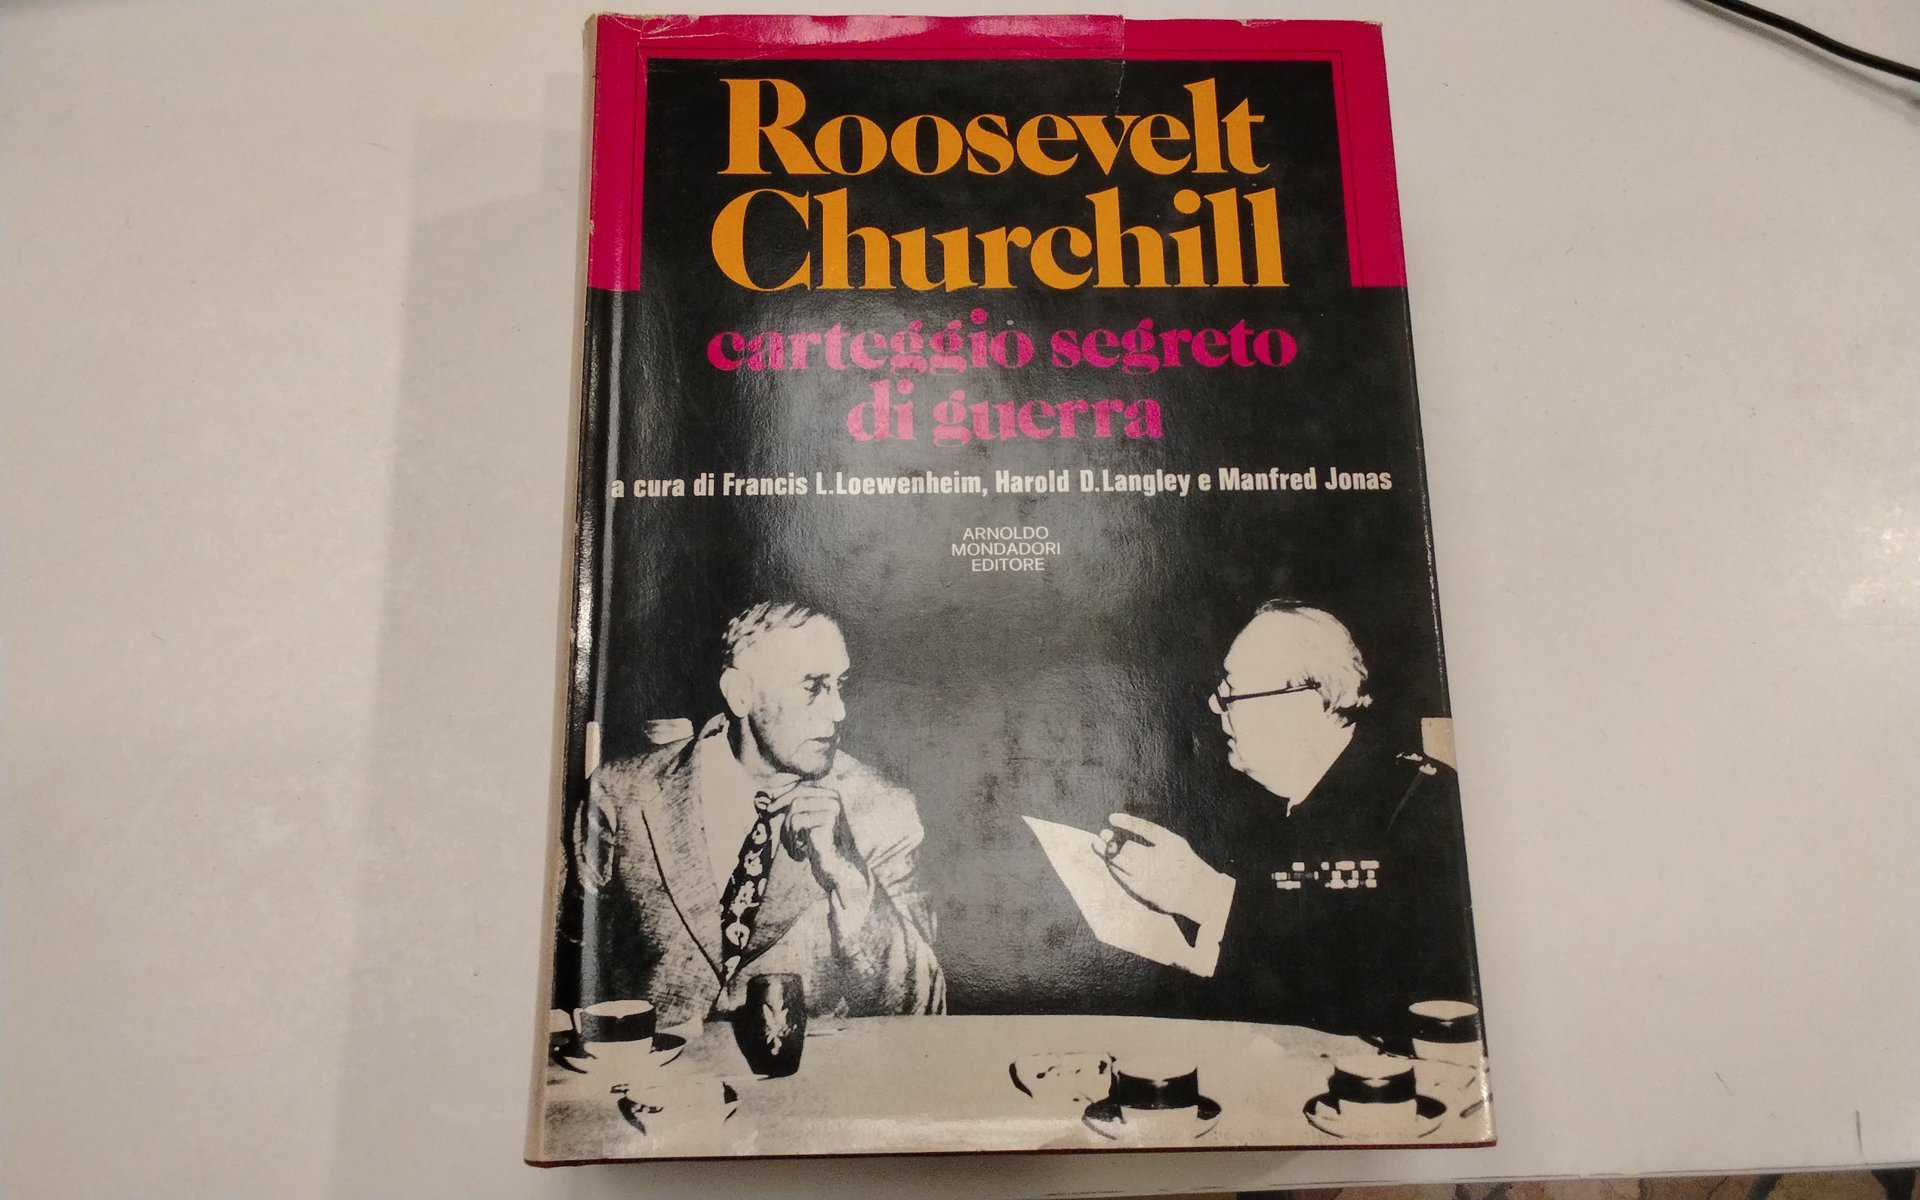 Roosevelt
Churchill
carteggio segreto
di guerra
a cura di Francis L.Loewenheim, Harold D.Langley e Manfred Jonas
ARNOLDO
MONDADORI
EDITORE